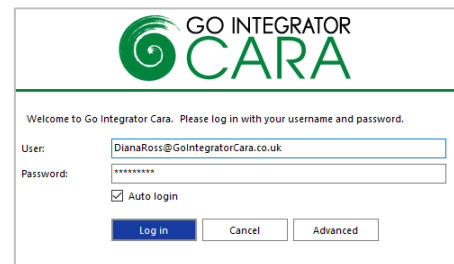 GO INTEGRATOR
CARA
Welcome to Go Integrator Cara. Please log in with your username and password.
User: DianaRoss@GoIntegratorCara.co.uk
Password: *********
Auto login
Log in Cancel Advanced